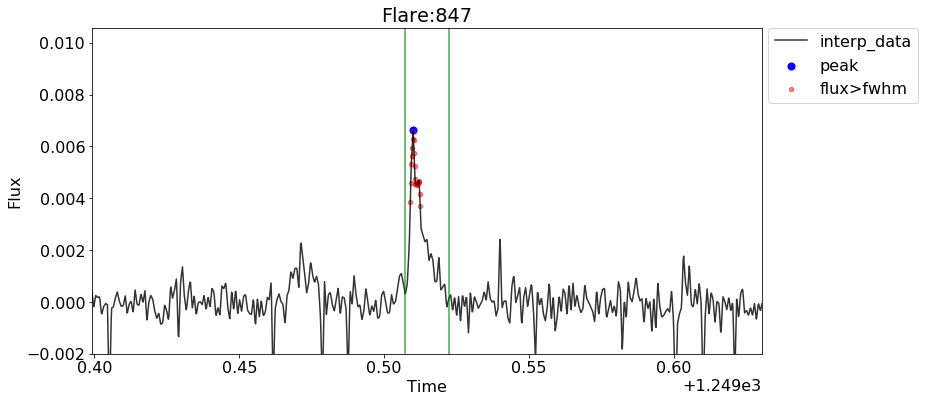 Flare:847
interp_data
peak
flux>fwhm
Flux
0.010
0.008
0.006
0.004
0.002
0.000
−0.002
0.40
0.45
0.50
0.55
0.60
Time
+1.249e3